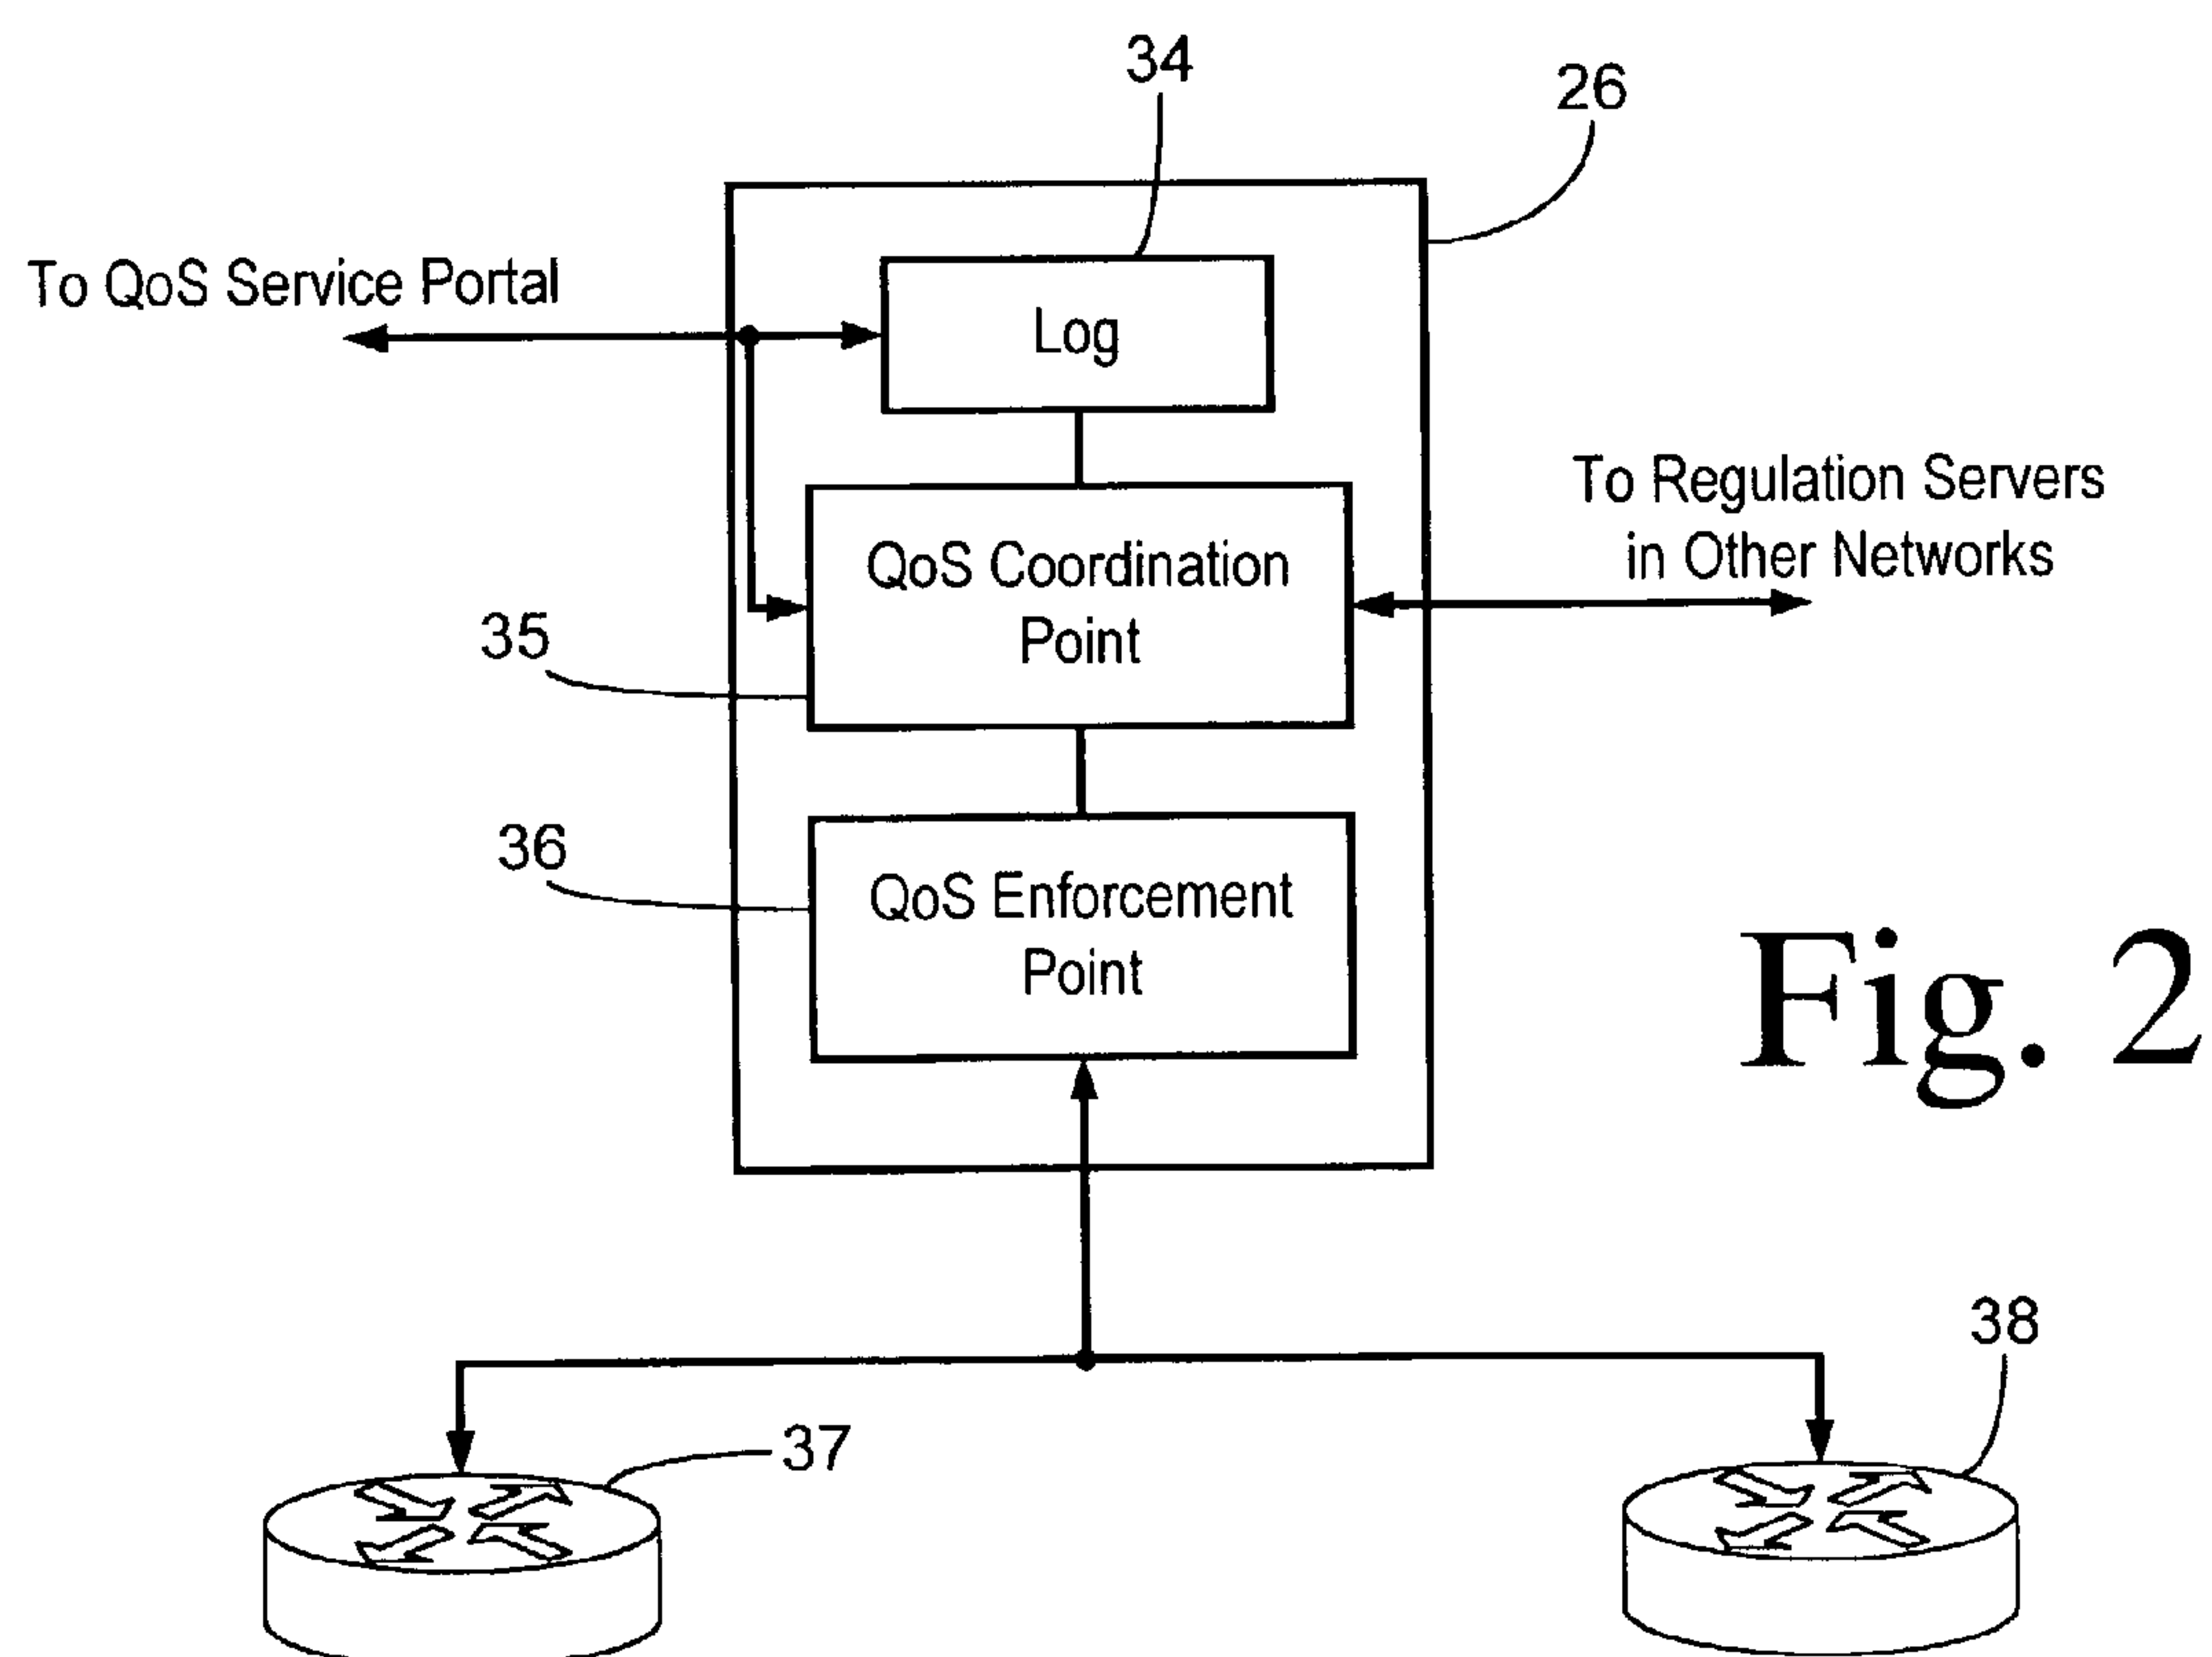 34
26
To QoS Service Portal
Log
To Regulation Servers
in Other Networks
QoS Coordination
Point
35
36
QoS Enforcement
Point
Fig. 2
38
37